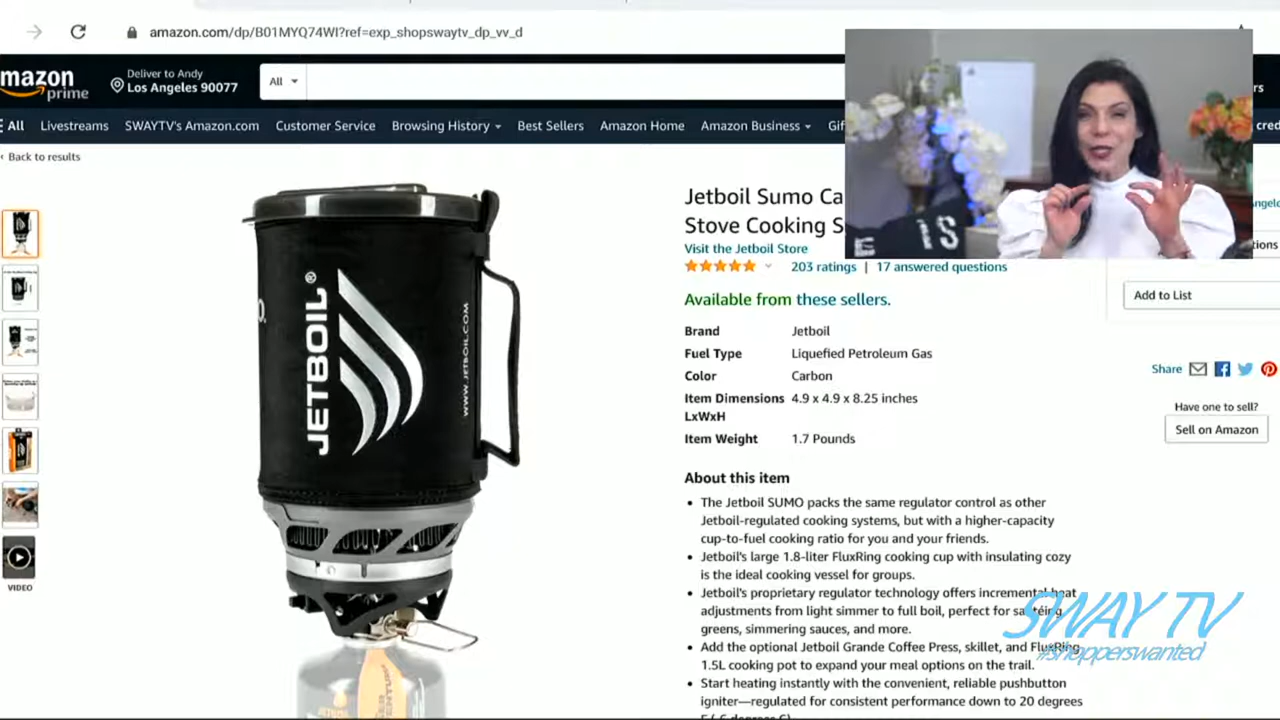 amazon.com/dp/B01MYQ74WI?ref=exp_shopswaytv_dp_vv_d
mazon
prime
Deliver to Andy
Los Angeles 90077
All
rs
All
Livestreams
SWAYTV's Amazon.com
Customer Service
Browsing History
Best Sellers
Amazon Home
Amazon Business
Gif
cred
‹ Back to results
Jetboil Sumo Ca
Stove Cooking S
Visit the Jetboil Store
203 ratings | 17 answered questions
Available from these sellers.
Brand Jetboil
Fuel Type Liquefied Petroleum Gas
Color Carbon
Item Dimensions 4.9 x 4.9 x 8.25 inches
LxWxH
Item Weight 1.7 Pounds
About this item
• The Jetboil SUMO packs the same regulator control as other
Jetboil-regulated cooking systems, but with a higher-capacity
cup-to-fuel cooking ratio for you and your friends.
• Jetboil's large 1.8-liter FluxRing cooking cup with insulating cozy
is the ideal cooking vessel for groups.
• Jetboil's proprietary regulator technology offers incremental heat
adjustments from light simmer to full boil, perfect for sautéing
greens, simmering sauces, and more.
• Add the optional Jetboil Grande Coffee Press, skillet, and FluxRing
1.5L cooking pot to expand your meal options on the trail.
• Start heating instantly with the convenient, reliable pushbutton
igniter—regulated for consistent performance down to 20 degrees
Angelo
tions
Add to List
Share
Have one to sell?
Sell on Amazon
JETBOIL®
WWW.JETBOIL.COM
VIDEO
SWAY TV
#shopperswanted